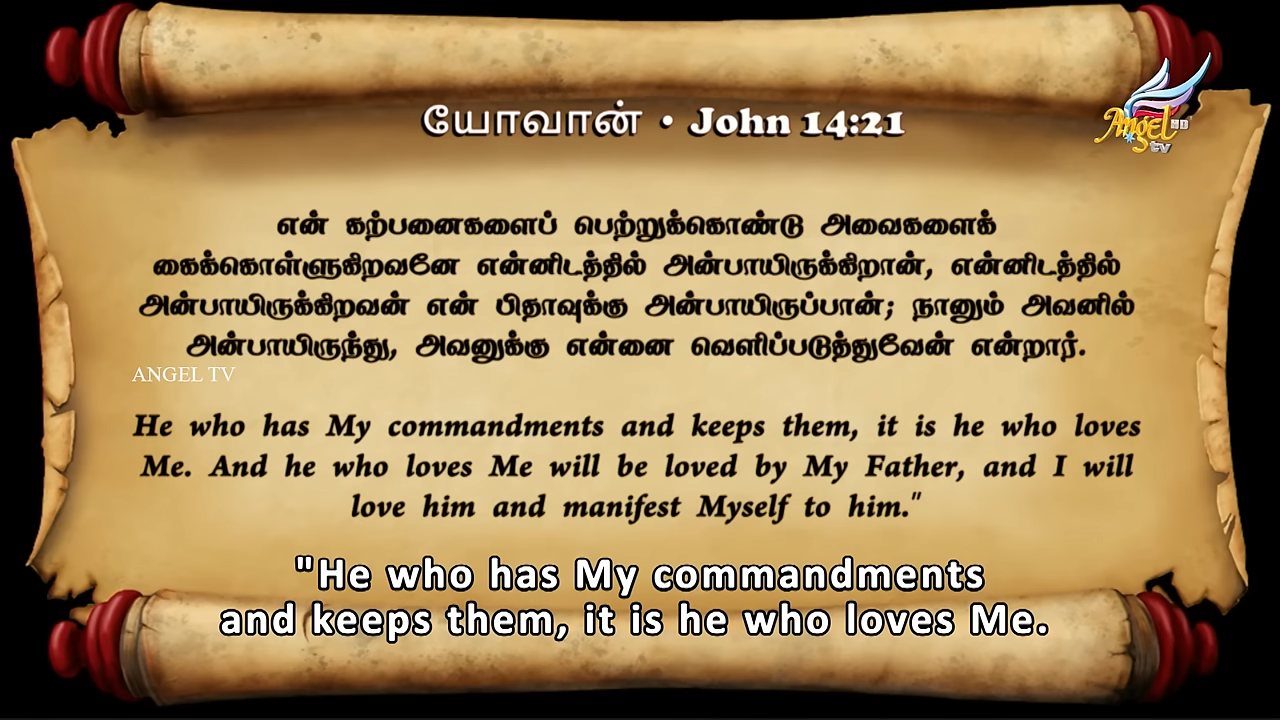 யோவான் • John 14:21
Angel HD
tv
என் கற்பனைகளைப் பெற்றுக்கொண்டு அவைகளைக்
கைக்கொள்ளுகிறவனே என்னிடத்தில் அன்பாயிருக்கிறான், என்னிடத்தில்
அன்பாயிருக்கிறவன் என் பிதாவுக்கு அன்பாயிருப்பான்; நானும் அவனில்
அன்பாயிருந்து, அவனுக்கு என்னை வெளிப்படுத்துவேன் என்றார்.
ANGEL TV
He who has My commandments and keeps them, it is he who loves
Me. And he who loves Me will be loved by My Father, and I will
love him and manifest Myself to him."
"He who has My commandments
and keeps them, it is he who loves Me.